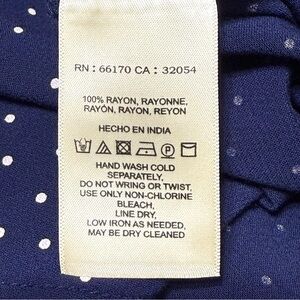 RN : 66170 CA : 32054
100% RAYON, RAYONNE,
RAYÓN, RAYON, REYON
HECHO EN INDIA
HAND WASH COLD
SEPARATELY,
DO NOT WRING OR TWIST,
USE ONLY NON-CHLORINE
BLEACH,
LINE DRY,
LOW IRON AS NEEDED,
MAY BE DRY CLEANED